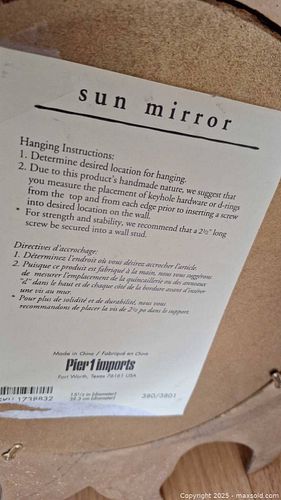 sun mirror
Hanging Instructions:
1. Determine desired location for hanging.
2. Due to this product's handmade nature, we suggest that
you measure the placement of keyhole hardware or d-rings
from the top and from each edge prior to inserting a screw
into desired location on the wall.
* For strength and stability, we recommend that a 2½" long
screw be secured into a wall stud.
Directives d'accrochage:
1. Déterminez l'endroit où vous désirez accrocher l'article
2. Puisque ce produit est fabriqué à la main, nous vous suggérons
de mesurer l'emplacement de la quincaillerie ou des anneaux
"d" dans le haut et de chaque côté de la bordure avant d'insérer
une vis au mur.
* Pour plus de solidité et de durabilité, nous vous
recommandons de placer la vis de 2½ po dans le support.
Made in China / Fabriqué en Chine
Pier 1 imports
Fort Worth, Texas 76161 USA
1738832
[diameter]
[diameter]
380/3801
Copyright 2025 - maxsold.com